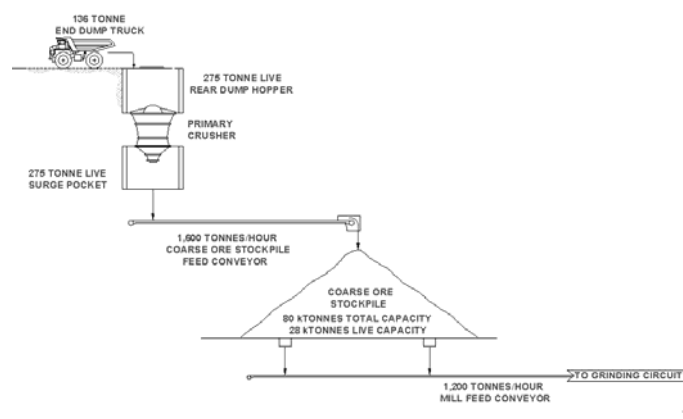 136 TONNE
END DUMP TRUCK
275 TONNE LIVE
REAR DUMP HOPPER
PRIMARY
CRUSHER
275 TONNE LIVE
SURGE POCKET
1,600 TONNES/HOUR
COARSE ORE STOCKPILE
FEED CONVEYOR
COARSE ORE
STOCKPILE
80 kTONNES TOTAL CAPACITY
28 kTONNES LIVE CAPACITY
TO GRINDING CIRCUIT
1,200 TONNES/HOUR
MILL FEED CONVEYOR